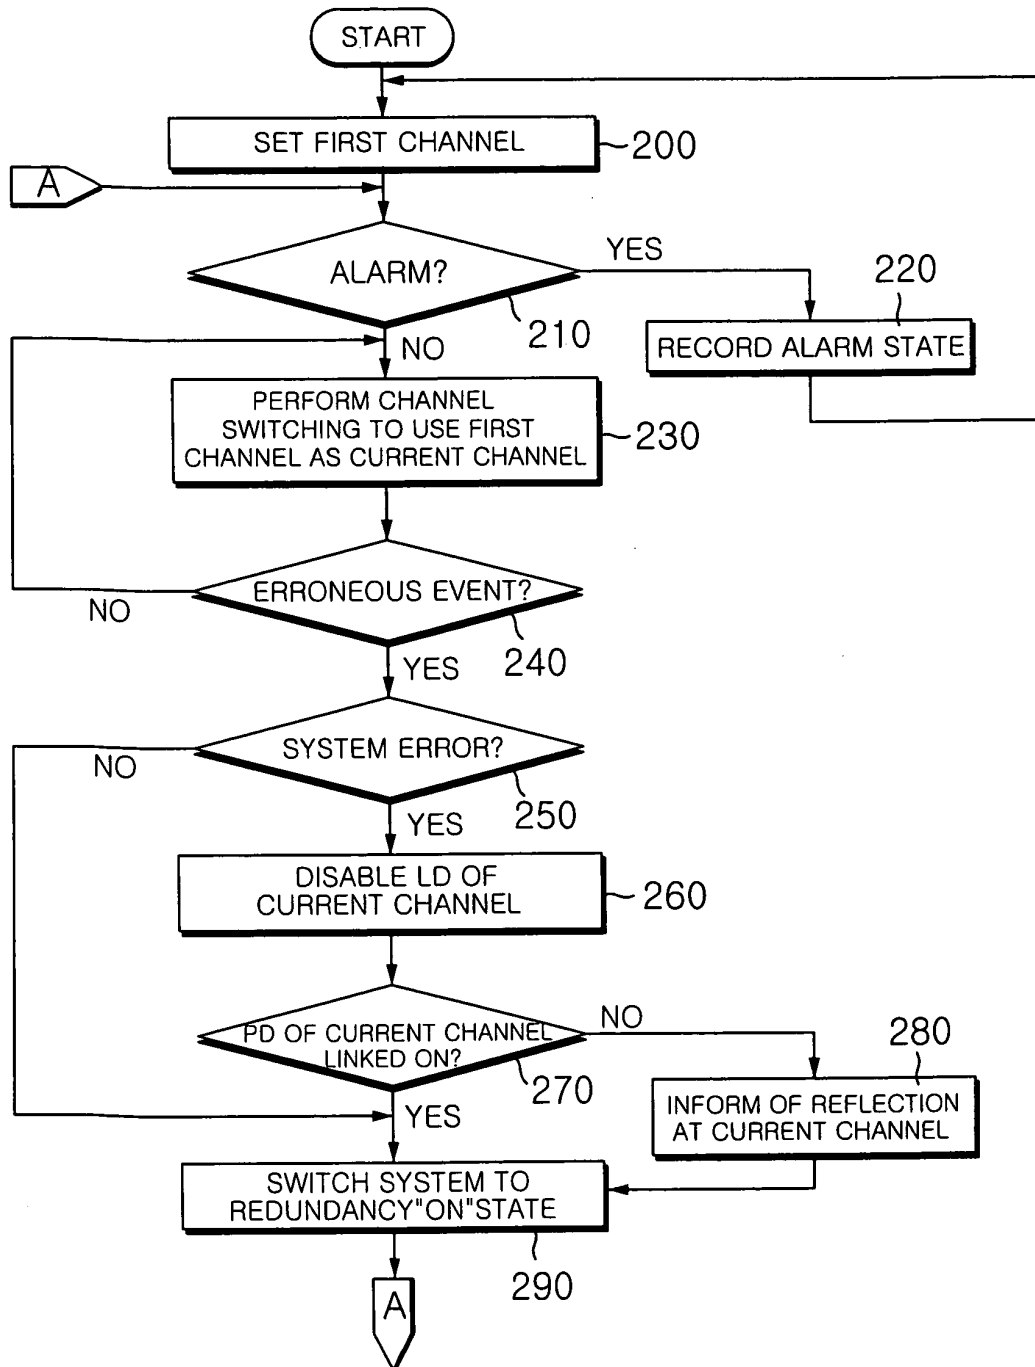 START
SET FIRST CHANNEL
200
A
ALARM?
YES
210
220
RECORD ALARM STATE
NO
PERFORM CHANNEL
SWITCHING TO USE FIRST
CHANNEL AS CURRENT CHANNEL
230
ERRONEOUS EVENT?
NO
240
YES
SYSTEM ERROR?
NO
250
YES
DISABLE LD OF
CURRENT CHANNEL
260
PD OF CURRENT CHANNEL
LINKED ON?
NO
270
280
INFORM OF REFLECTION
AT CURRENT CHANNEL
YES
SWITCH SYSTEM TO
REDUNDANCY"ON"STATE
290
A